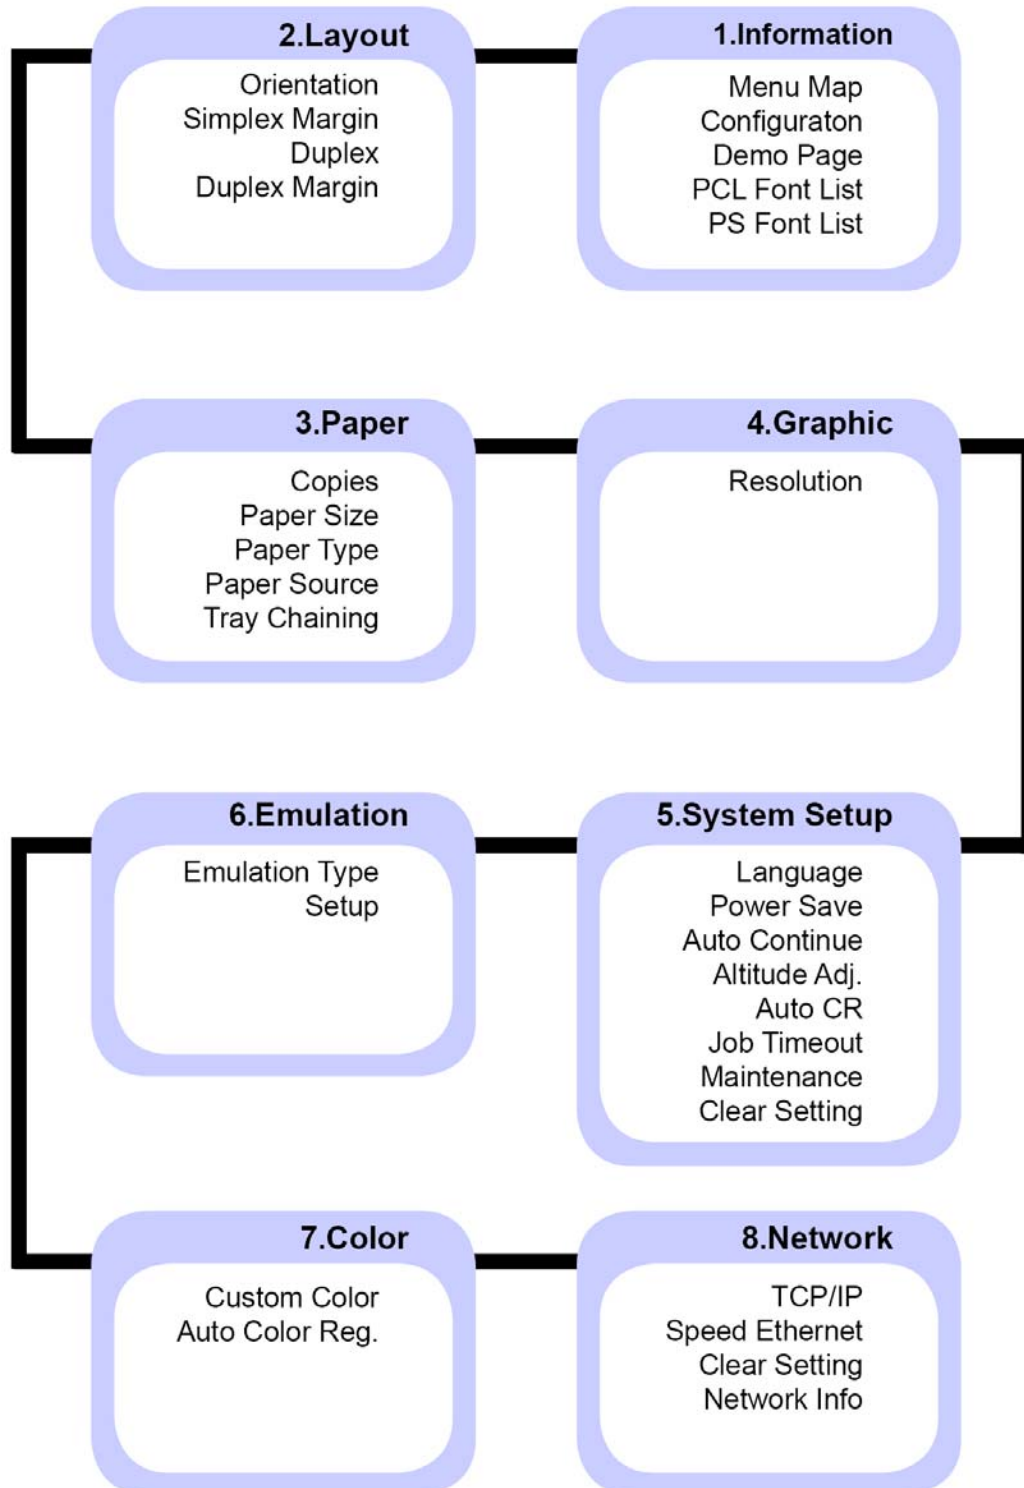 1.Information
Menu Map
Configuraton
Demo Page
PCL Font List
PS Font List
2.Layout
Orientation
Simplex Margin
Duplex
Duplex Margin
3.Paper
Copies
Paper Size
Paper Type
Paper Source
Tray Chaining
4.Graphic
Resolution
5.System Setup
Language
Power Save
Auto Continue
Altitude Adj.
Auto CR
Job Timeout
Maintenance
Clear Setting
6.Emulation
Emulation Type
Setup
7.Color
Custom Color
Auto Color Reg.
8.Network
TCP/IP
Speed Ethernet
Clear Setting
Network Info